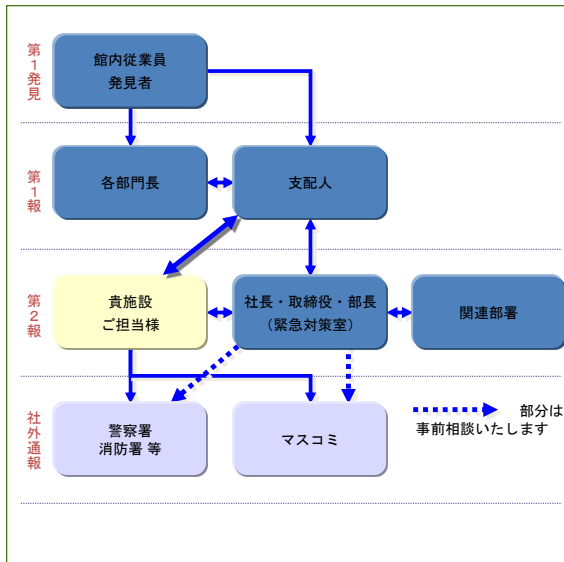 第1発見
館内従業員
発見者
第1報
各部門長
支配人
第2報
貴施設
ご担当様
社長・取締役・部長
（緊急対策室）
関連部署
社外通報
警察署
消防署 等
マスコミ
部分は
事前相談いたします